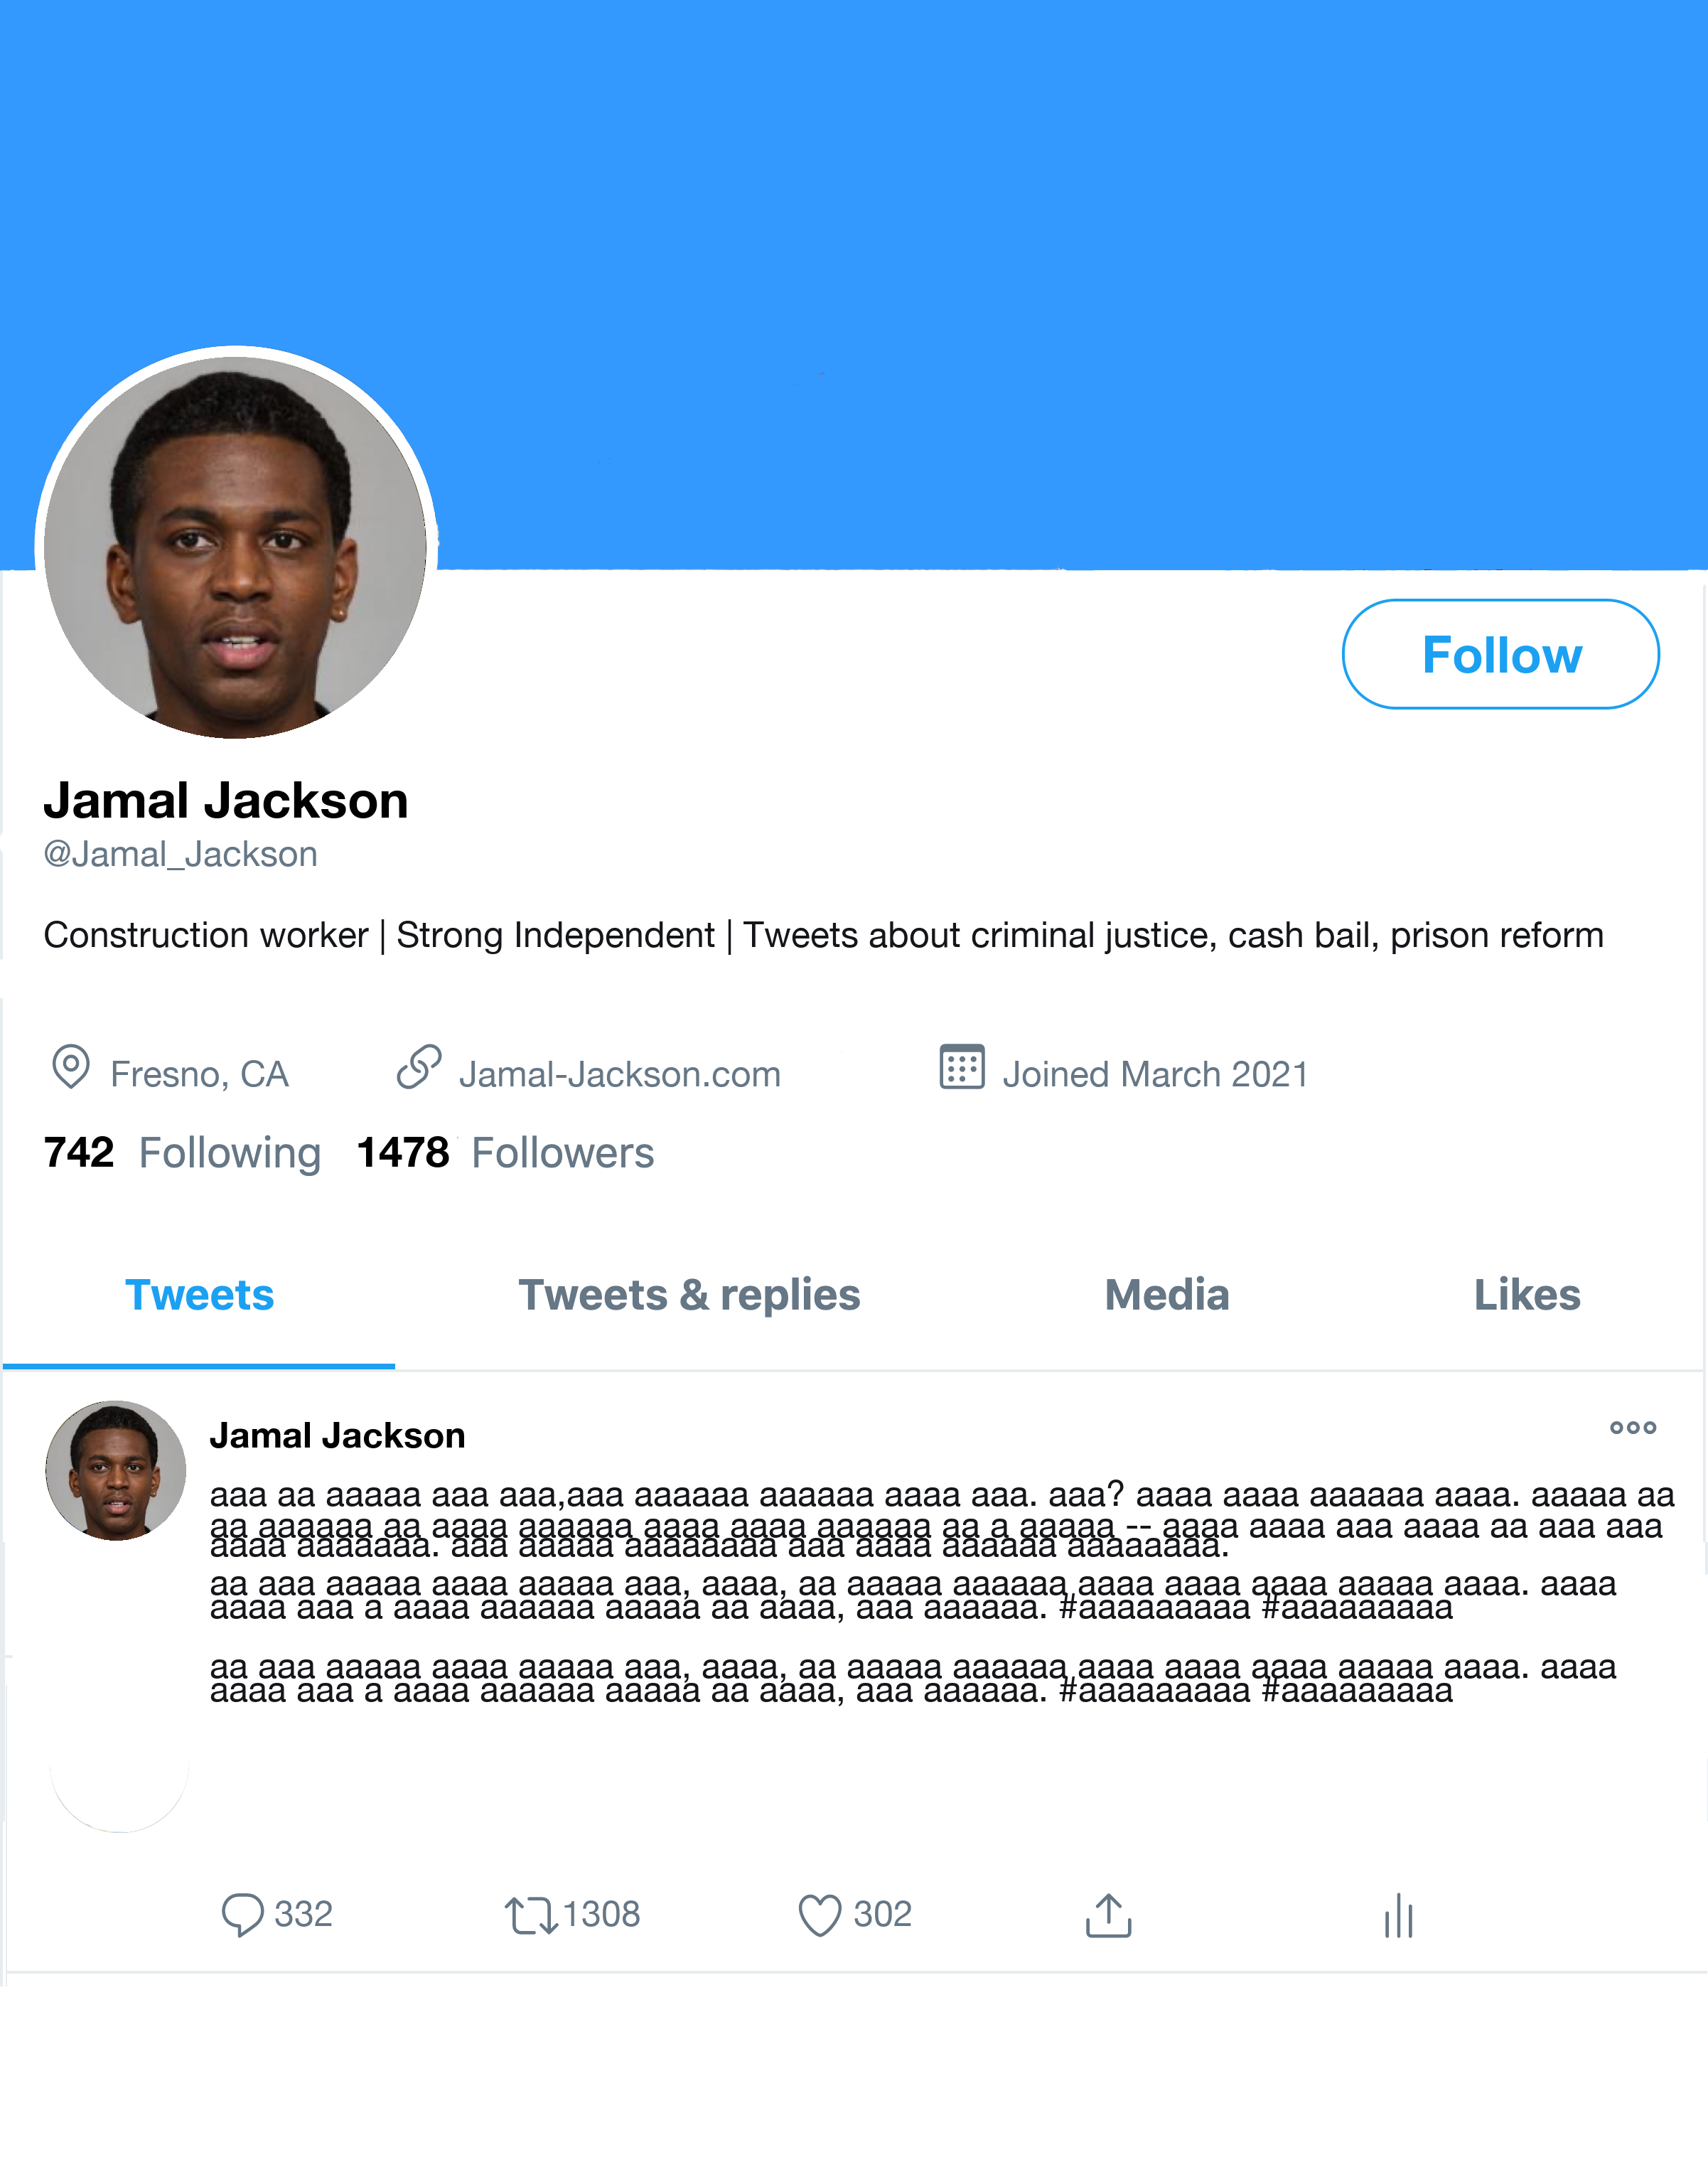 Follow
Jamal Jackson
@Jamal_Jackson
Construction worker | Strong Independent | Tweets about criminal justice, cash bail, prison reform
Fresno, CA Jamal-Jackson.com Joined March 2021
742 Following 1478 Followers
Tweets Tweets & replies Media Likes
Jamal Jackson
aaa aa aaaaa aaa aaa,aaa aaaaaa aaaaaa aaaa aaa. aaa? aaaa aaaa aaaaaa aaaa. aaaaa aa
aa aaaaaa aa aaaa aaaaaa aaaa aaaa aaaaaa aa a aaaaa -- aaaa aaaa aaa aaaa aa aaa aaa
aaaa aaaaaaa. aaa aaaaa aaaaaaaa aaa aaaa aaaaaa aaaaaaaa.
aa aaa aaaaa aaaa aaaaa aaa, aaaa, aa aaaaa aaaaaa,aaaa aaaa aaaa aaaaa aaaa. aaaa
aaaa aaa a aaaa aaaaaa aaaaa aa aaaa, aaa aaaaaa. #aaaaaaaaa #aaaaaaaaa
aa aaa aaaaa aaaa aaaaa aaa, aaaa, aa aaaaa aaaaaa,aaaa aaaa aaaa aaaaa aaaa. aaaa
aaaa aaa a aaaa aaaaaa aaaaa aa aaaa, aaa aaaaaa. #aaaaaaaaa #aaaaaaaaa
332 1308 302